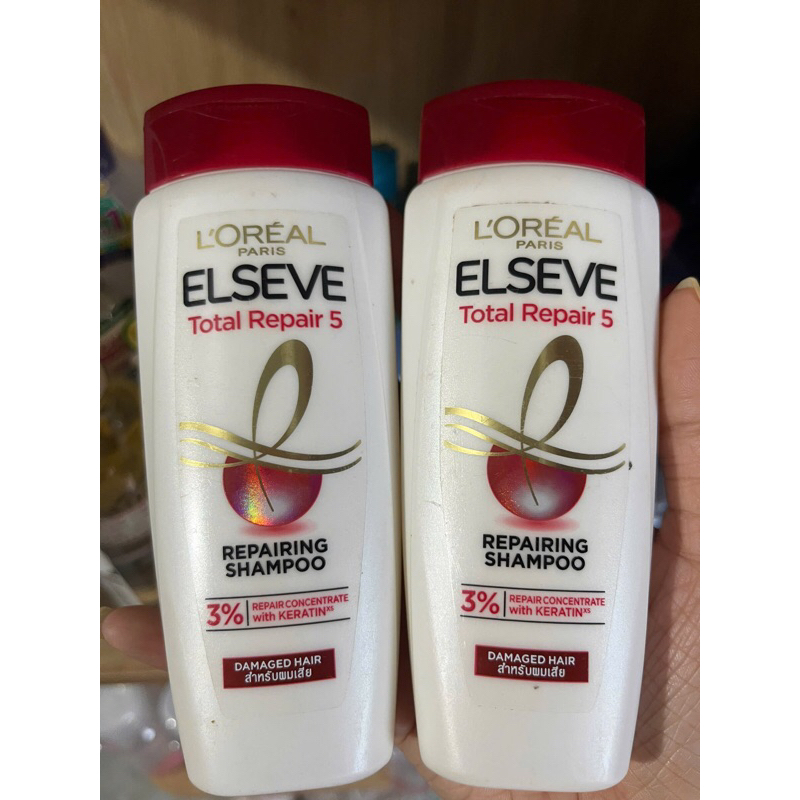 L'ORÉAL
PARIS
ELSEVE
Total Repair 5
REPAIRING
SHAMPOO
3% REPAIR CONCENTRATE
with KERATINXS
DAMAGED HAIR
สำหรับผมเสีย
L'ORÉAL
PARIS
ELSEVE
Total Repair 5
REPAIRING
SHAMPOO
3% REPAIR CONCENTRATE
with KERATINXS
DAMAGED HAIR
สำหรับผมเสีย